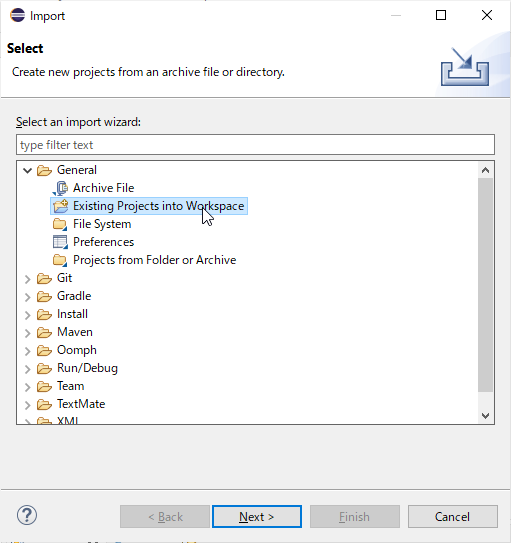 Import
Select
Create new projects from an archive file or directory.
Select an import wizard:
type filter text
General
Archive File
Existing Projects into Workspace
File System
Preferences
Projects from Folder or Archive
Git
Gradle
Install
Maven
Oomph
Run/Debug
Team
TextMate
XML
< Back
Next >
Finish
Cancel